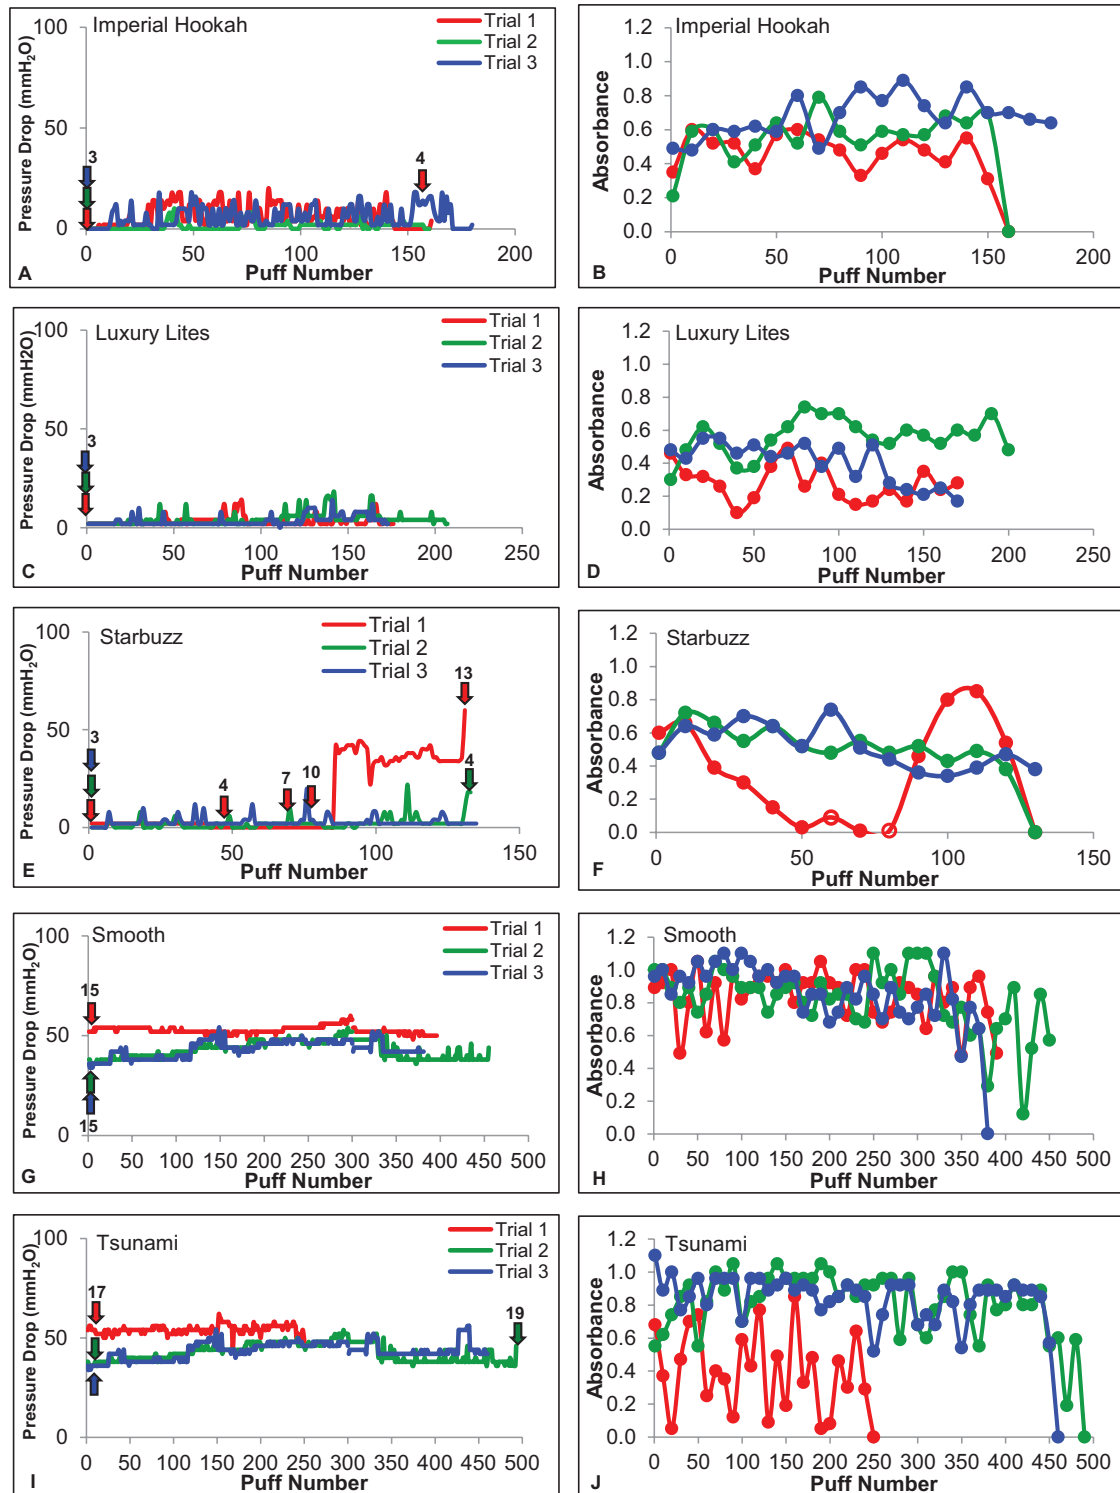 Imperial Hookah
Trial 1
Trial 2
Trial 3
Pressure Drop (mmH2O)
100
50
0
3
4
0 50 100 150 200
Puff Number
A
Imperial Hookah
Absorbance
1.2
1.0
0.8
0.6
0.4
0.2
0.0
0 50 100 150 200
Puff Number
B
Luxury Lites
Trial 1
Trial 2
Trial 3
Pressure Drop (mmH2O)
100
50
0
3
0 50 100 150 200 250
Puff Number
C
Luxury Lites
Absorbance
1.2
1.0
0.8
0.6
0.4
0.2
0.0
0 50 100 150 200 250
Puff Number
D
Starbuzz
Trial 1
Trial 2
Trial 3
Pressure Drop (mmH2O)
100
50
0
3
4
7
10
13
4
0 50 100 150
Puff Number
E
Starbuzz
Absorbance
1.2
1.0
0.8
0.6
0.4
0.2
0.0
0 50 100 150
Puff Number
F
Smooth
Trial 1
Trial 2
Trial 3
Pressure Drop (mmH2O)
100
50
0
15
15
0 50 100 150 200 250 300 350 400 450 500
Puff Number
G
Smooth
Absorbance
1.2
1.0
0.8
0.6
0.4
0.2
0.0
0 50 100 150 200 250 300 350 400 450 500
Puff Number
H
Tsunami
Trial 1
Trial 2
Trial 3
Pressure Drop (mmH2O)
100
50
0
17
19
0 50 100 150 200 250 300 350 400 450 500
Puff Number
I
Tsunami
Absorbance
1.2
1.0
0.8
0.6
0.4
0.2
0.0
0 50 100 150 200 250 300 350 400 450 500
Puff Number
J